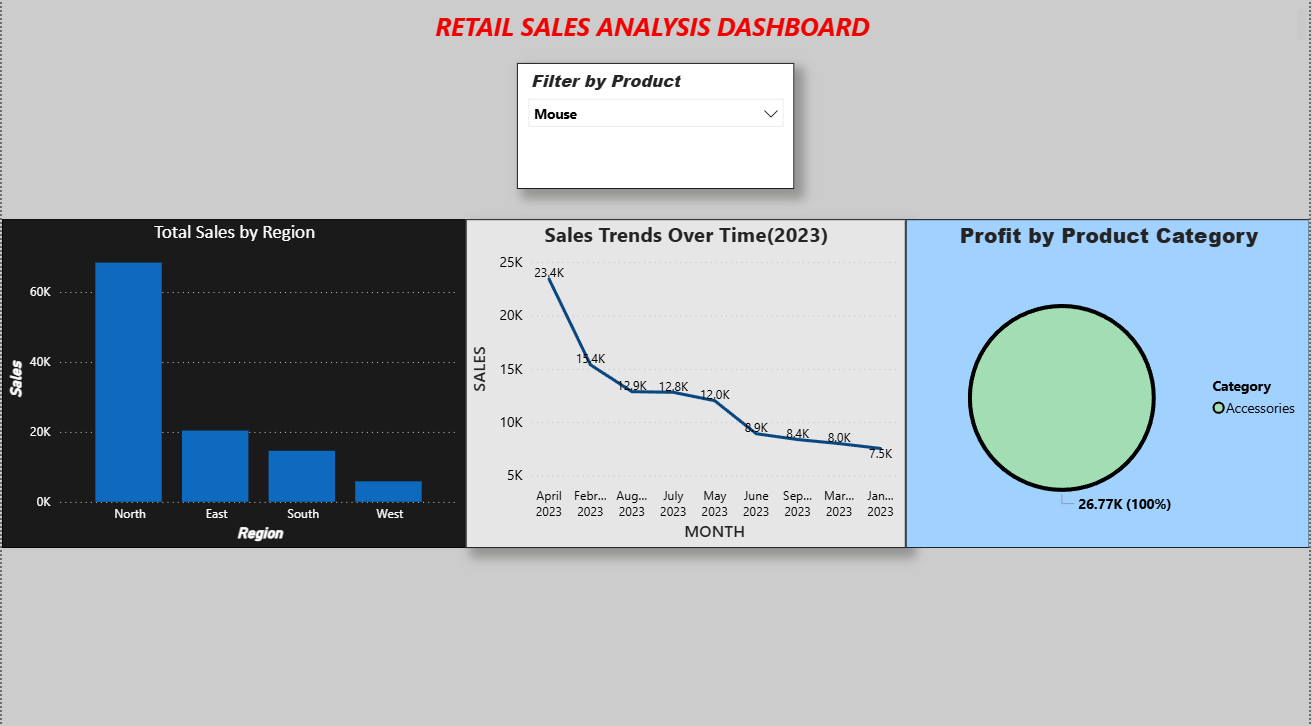 RETAIL SALES ANALYSIS DASHBOARD
Filter by Product
Mouse
Total Sales by Region
60K
40K
20K
0K
Sales
North East South West
Region
Sales Trends Over Time(2023)
25K
20K
15K
10K
5K
SALES
23.4K
15.4K
12.9K
12.8K
12.0K
8.9K
8.4K
8.0K
7.5K
April Febr... Aug... July May June Sep... Mar... Jan...
2023 2023 2023 2023 2023 2023 2023 2023 2023
MONTH
Profit by Product Category
Category
Accessories
26.77K (100%)